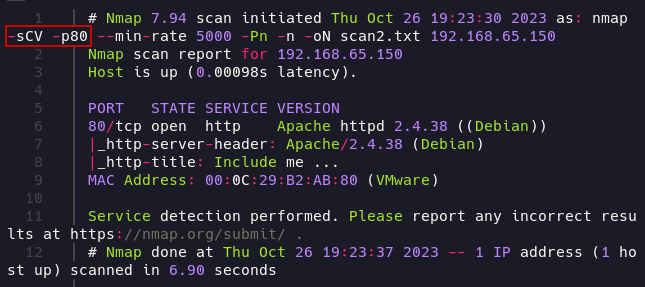 1 # Nmap 7.94 scan initiated Thu Oct 26 19:23:30 2023 as: nmap
-sCV -p80 --min-rate 5000 -Pn -n -oN scan2.txt 192.168.65.150
2 Nmap scan report for 192.168.65.150
3 Host is up (0.00098s latency).
4
5 PORT   STATE SERVICE VERSION
6 80/tcp open  http    Apache httpd 2.4.38 ((Debian))
7 |_http-server-header: Apache/2.4.38 (Debian)
8 |_http-title: Include me ...
9 MAC Address: 00:0C:29:B2:AB:80 (VMware)
10
11 Service detection performed. Please report any incorrect resu
lts at https://nmap.org/submit/ .
12 # Nmap done at Thu Oct 26 19:23:37 2023 -- 1 IP address (1 ho
st up) scanned in 6.90 seconds